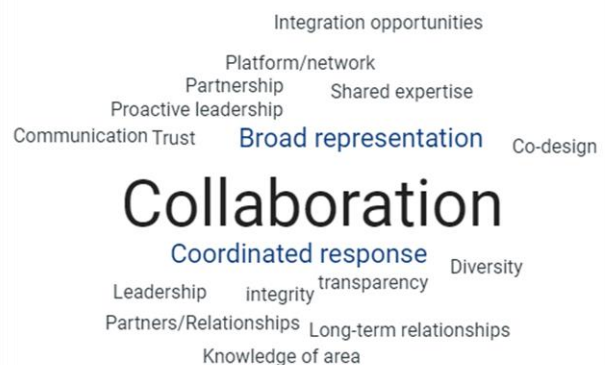 Integration opportunities
Platform/network
Partnership
Shared expertise
Proactive leadership
Communication
Trust
Broad representation
Co-design
Collaboration
Coordinated response
Diversity
transparency
Leadership
integrity
Partners/Relationships
Long-term relationships
Knowledge of area